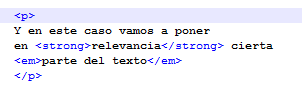 <p>
Y en este caso vamos a poner
en <strong>relevancia</strong> cierta
<em>parte del texto</em>
</p>